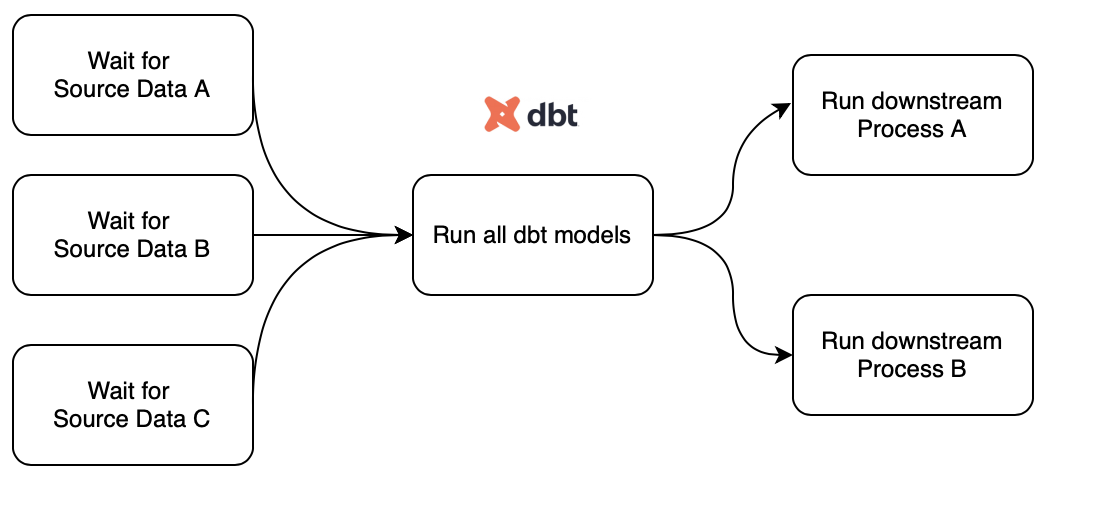 Wait for
Source Data A
Wait for
Source Data B
Wait for
Source Data C
dbt
Run all dbt models
Run downstream
Process A
Run downstream
Process B